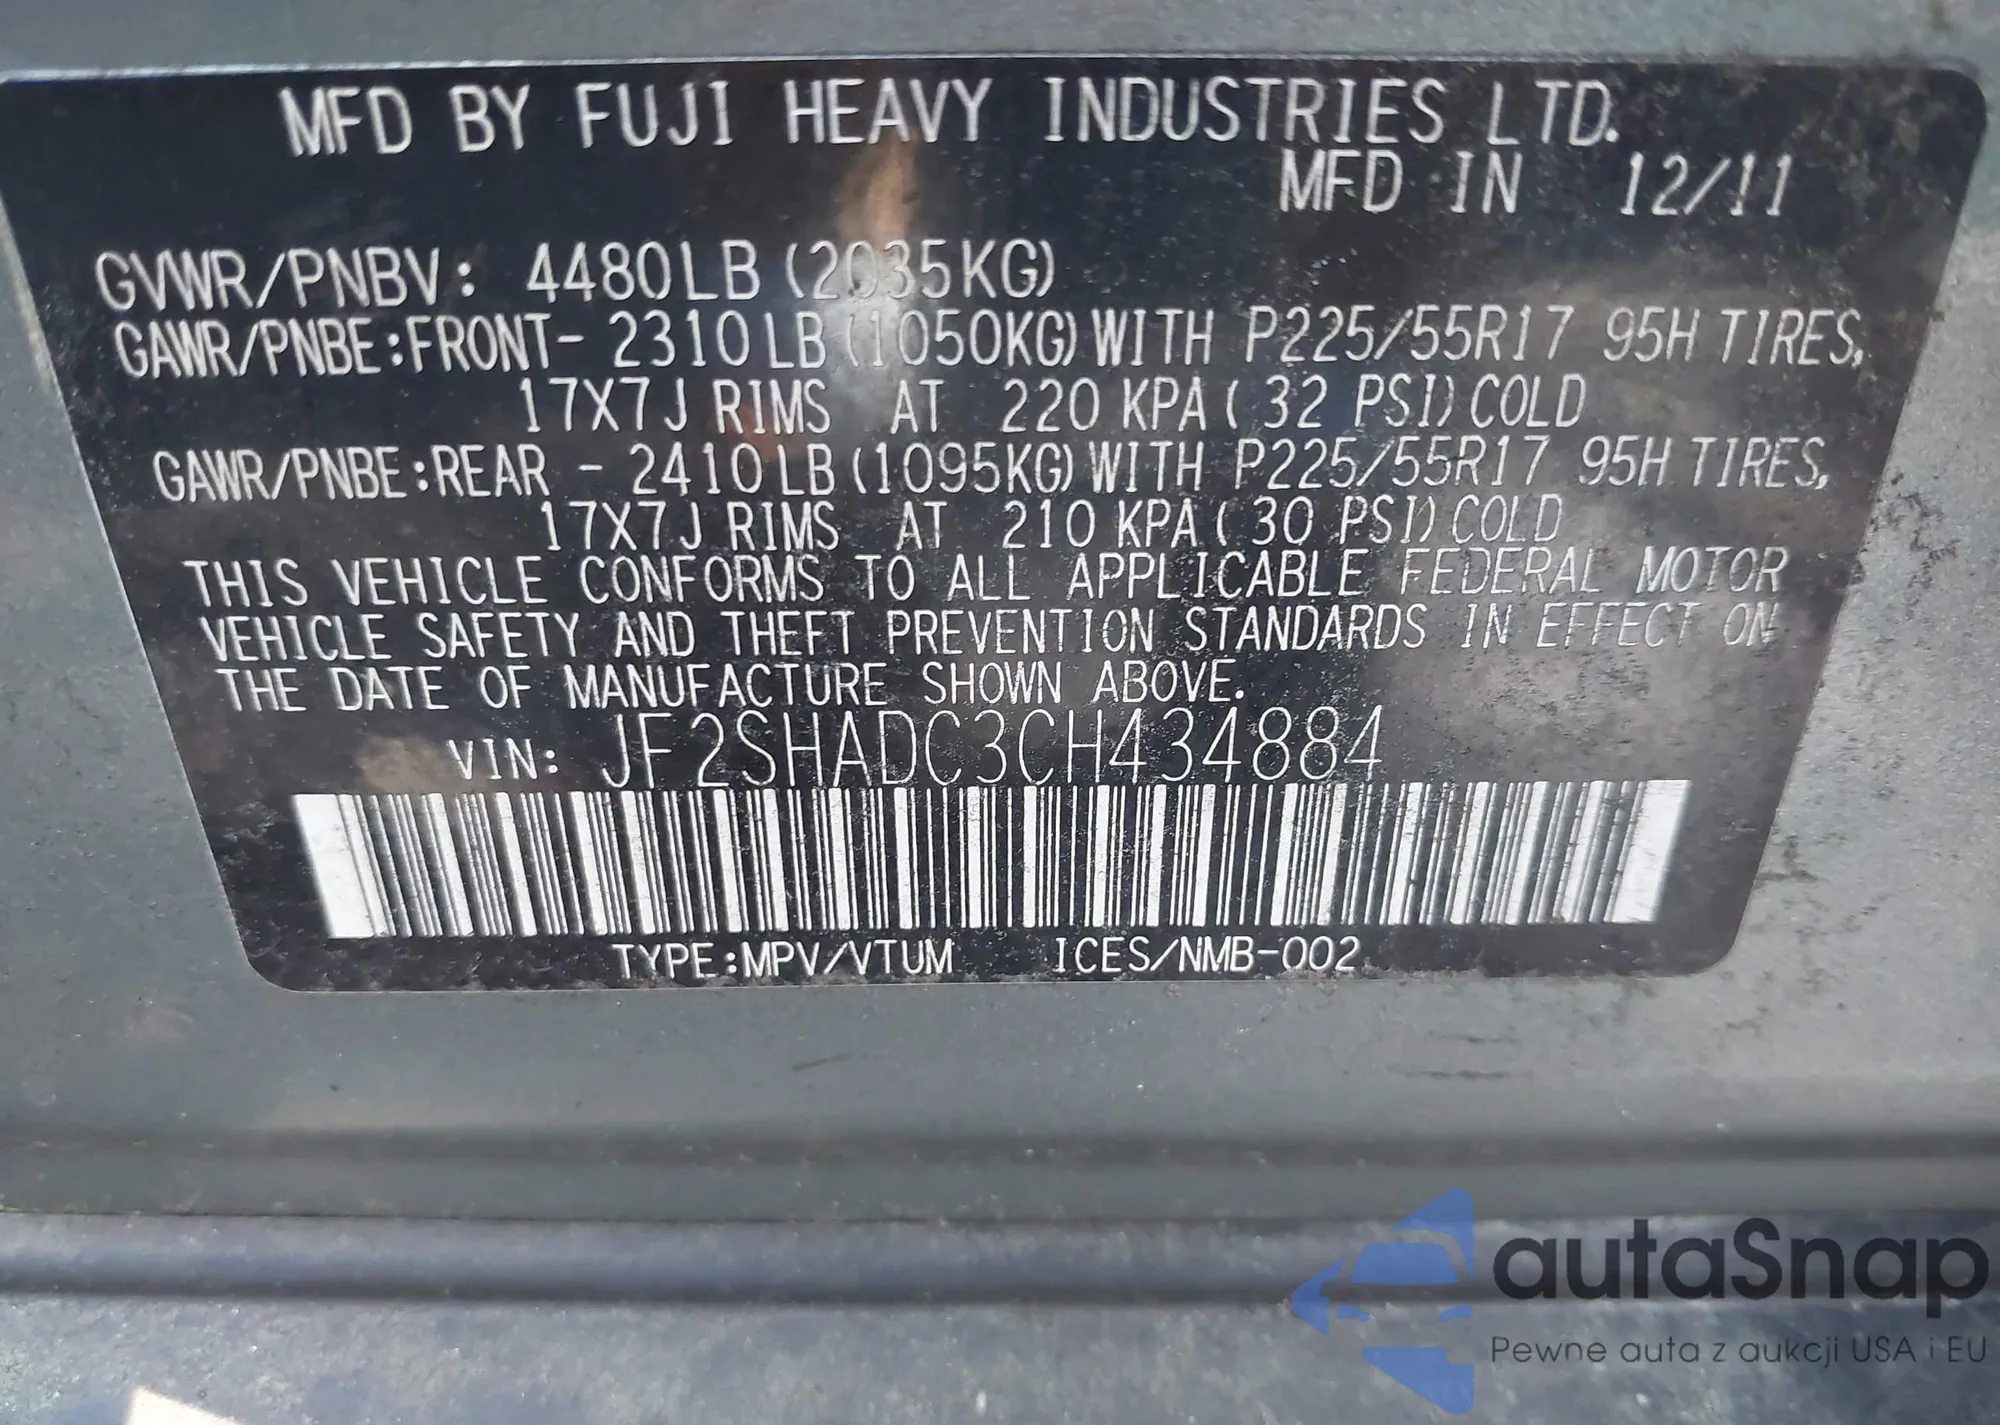 MFD BY FUJI HEAVY INDUSTRIES LTD.
MFD IN 12/11
GVWR/PNBV: 4480LB (2035KG)
GAWR/PNBE:FRONT- 2310LB (1050KG) WITH P225/55R17 95H TIRES,
17X7J RIMS AT 220 KPA ( 32 PSI) COLD
GAWR/PNBE:REAR - 2410LB (1095KG) WITH P225/55R17 95H TIRES,
17X7J RIMS AT 210 KPA ( 30 PSI) COLD
THIS VEHICLE CONFORMS TO ALL APPLICABLE FEDERAL MOTOR
VEHICLE SAFETY AND THEFT PREVENTION STANDARDS IN EFFECT ON
THE DATE OF MANUFACTURE SHOWN ABOVE.
VIN: JF2SHADC3CH434884
TYPE:MPV/VTUM ICES/NMB-002
autaSnap
Pewne auta z aukcji USA i EU